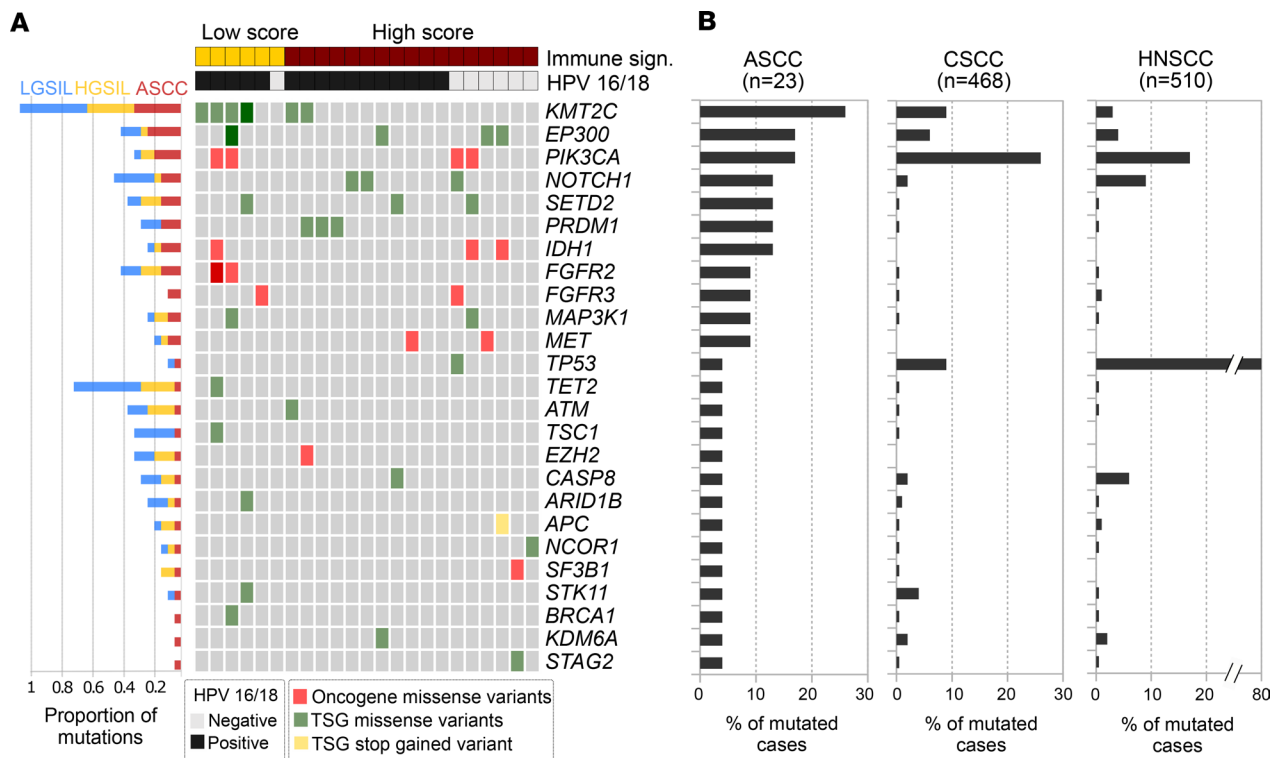 A
B
Low score
High score
Immune sign.
HPV 16/18
LGSIL HGSIL ASCC
KMT2C
EP300
PIK3CA
NOTCH1
SETD2
PRDM1
IDH1
FGFR2
FGFR3
MAP3K1
MET
TP53
TET2
ATM
TSC1
EZH2
CASP8
ARID1B
APC
NCOR1
SF3B1
STK11
BRCA1
KDM6A
STAG2
1 0.8 0.6 0.4 0.2
Proportion of
mutations
HPV 16/18
Negative
Positive
Oncogene missense variants
TSG missense variants
TSG stop gained variant
ASCC
(n=23)
CSCC
(n=468)
HNSCC
(n=510)
0 10 20 30
% of mutated
cases
0 10 20 30
% of mutated
cases
0 10 20 // 80
% of mutated
cases